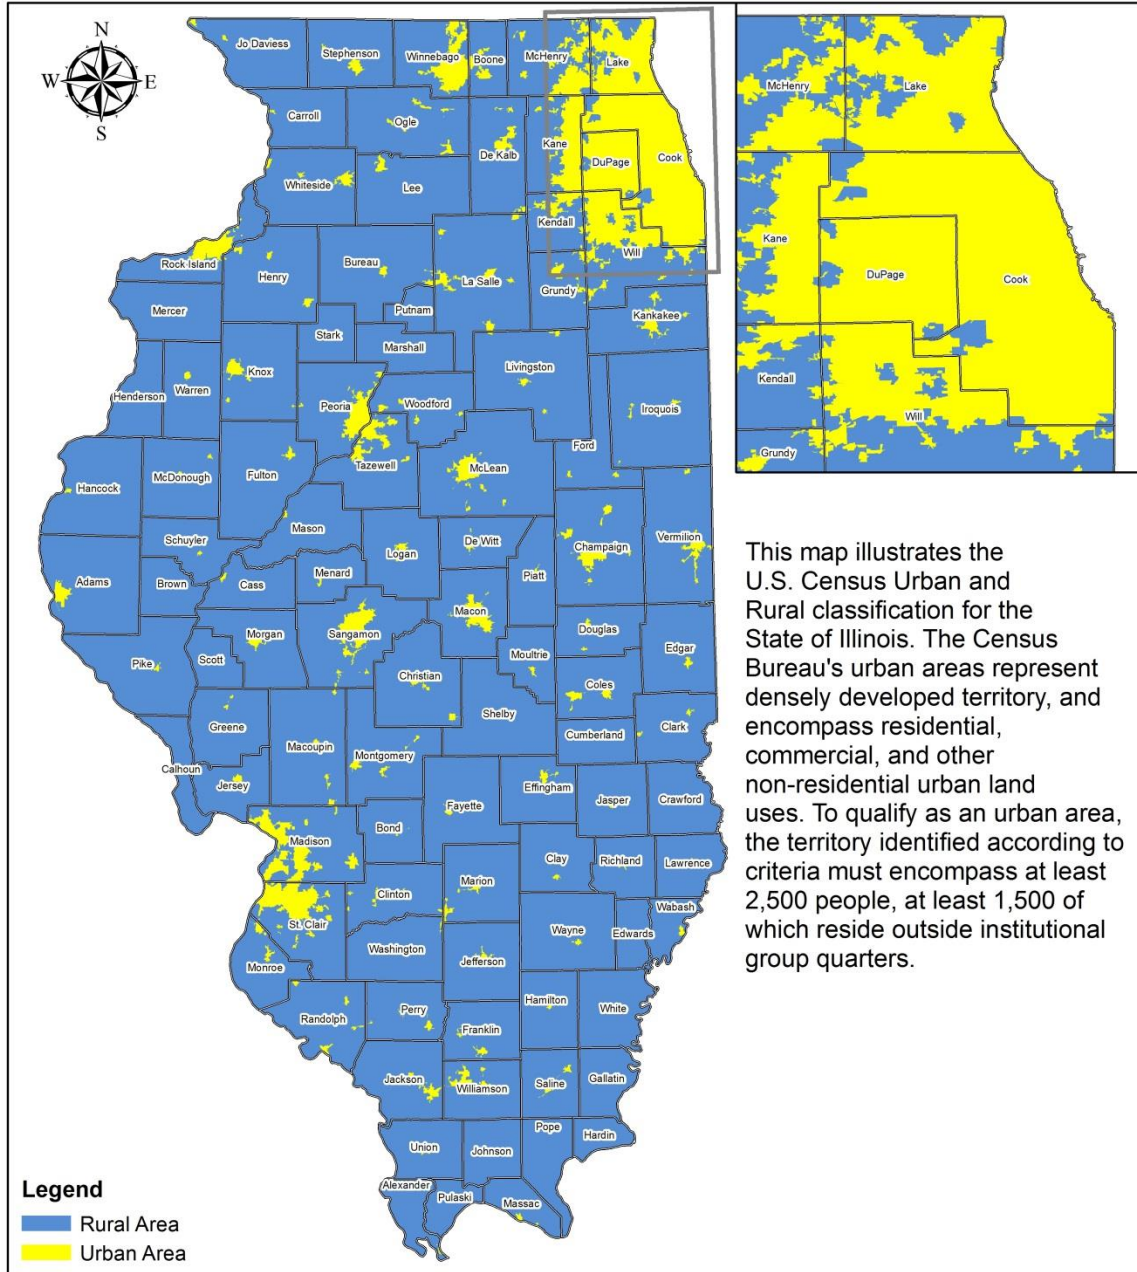 N
W E
S
Jo Daviess
Stephenson
Winnebago
Boone
McHenry
Lake
Carroll
Ogle
De Kalb
Kane
DuPage
Cook
Whiteside
Lee
Kendall
Will
Rock Island
Henry
Bureau
La Salle
Grundy
Mercer
Putnam
Kankakee
Stark
Marshall
Henderson
Warren
Knox
Peoria
Woodford
Livingston
Iroquois
Ford
Hancock
McDonough
Fulton
Tazewell
McLean
Schuyler
Mason
Logan
De Witt
Champaign
Vermilion
Adams
Brown
Cass
Menard
Piatt
Macon
Morgan
Sangamon
Douglas
Edgar
Pike
Scott
Christian
Moultrie
Coles
Shelby
Greene
Macoupin
Montgomery
Cumberland
Clark
Calhoun
Jersey
Fayette
Effingham
Jasper
Crawford
Madison
Bond
Clay
Richland
Lawrence
Marion
Clinton
St. Clair
Wabash
Washington
Wayne
Edwards
Monroe
Jefferson
Hamilton
White
Randolph
Perry
Franklin
Jackson
Williamson
Saline
Gallatin
Pope
Hardin
Union
Johnson
Alexander
Pulaski
Massac
McHenry
Lake
Kane
DuPage
Cook
Kendall
Will
Grundy
This map illustrates the
U.S. Census Urban and
Rural classification for the
State of Illinois. The Census
Bureau's urban areas represent
densely developed territory, and
encompass residential,
commercial, and other
non-residential urban land
uses. To qualify as an urban area,
the territory identified according to
criteria must encompass at least
2,500 people, at least 1,500 of
which reside outside institutional
group quarters.
Legend
Rural Area
Urban Area